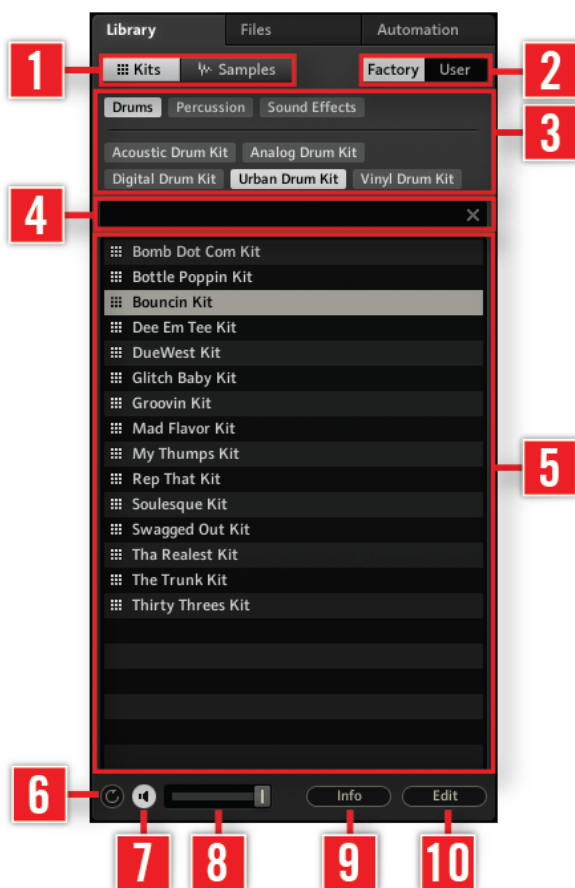 Library Files Automation
1 Kits Samples Factory User 2
Drums Percussion Sound Effects
3
Acoustic Drum Kit Analog Drum Kit
Digital Drum Kit Urban Drum Kit Vinyl Drum Kit
4
Bomb Dot Com Kit
Bottle Poppin Kit
Bouncin Kit
Dee Em Tee Kit
DueWest Kit
Glitch Baby Kit
Groovin Kit
Mad Flavor Kit
My Thumps Kit
5
Rep That Kit
Soulesque Kit
Swagged Out Kit
Tha Realest Kit
The Trunk Kit
Thirty Threes Kit
6 Info Edit
7 8 9 10